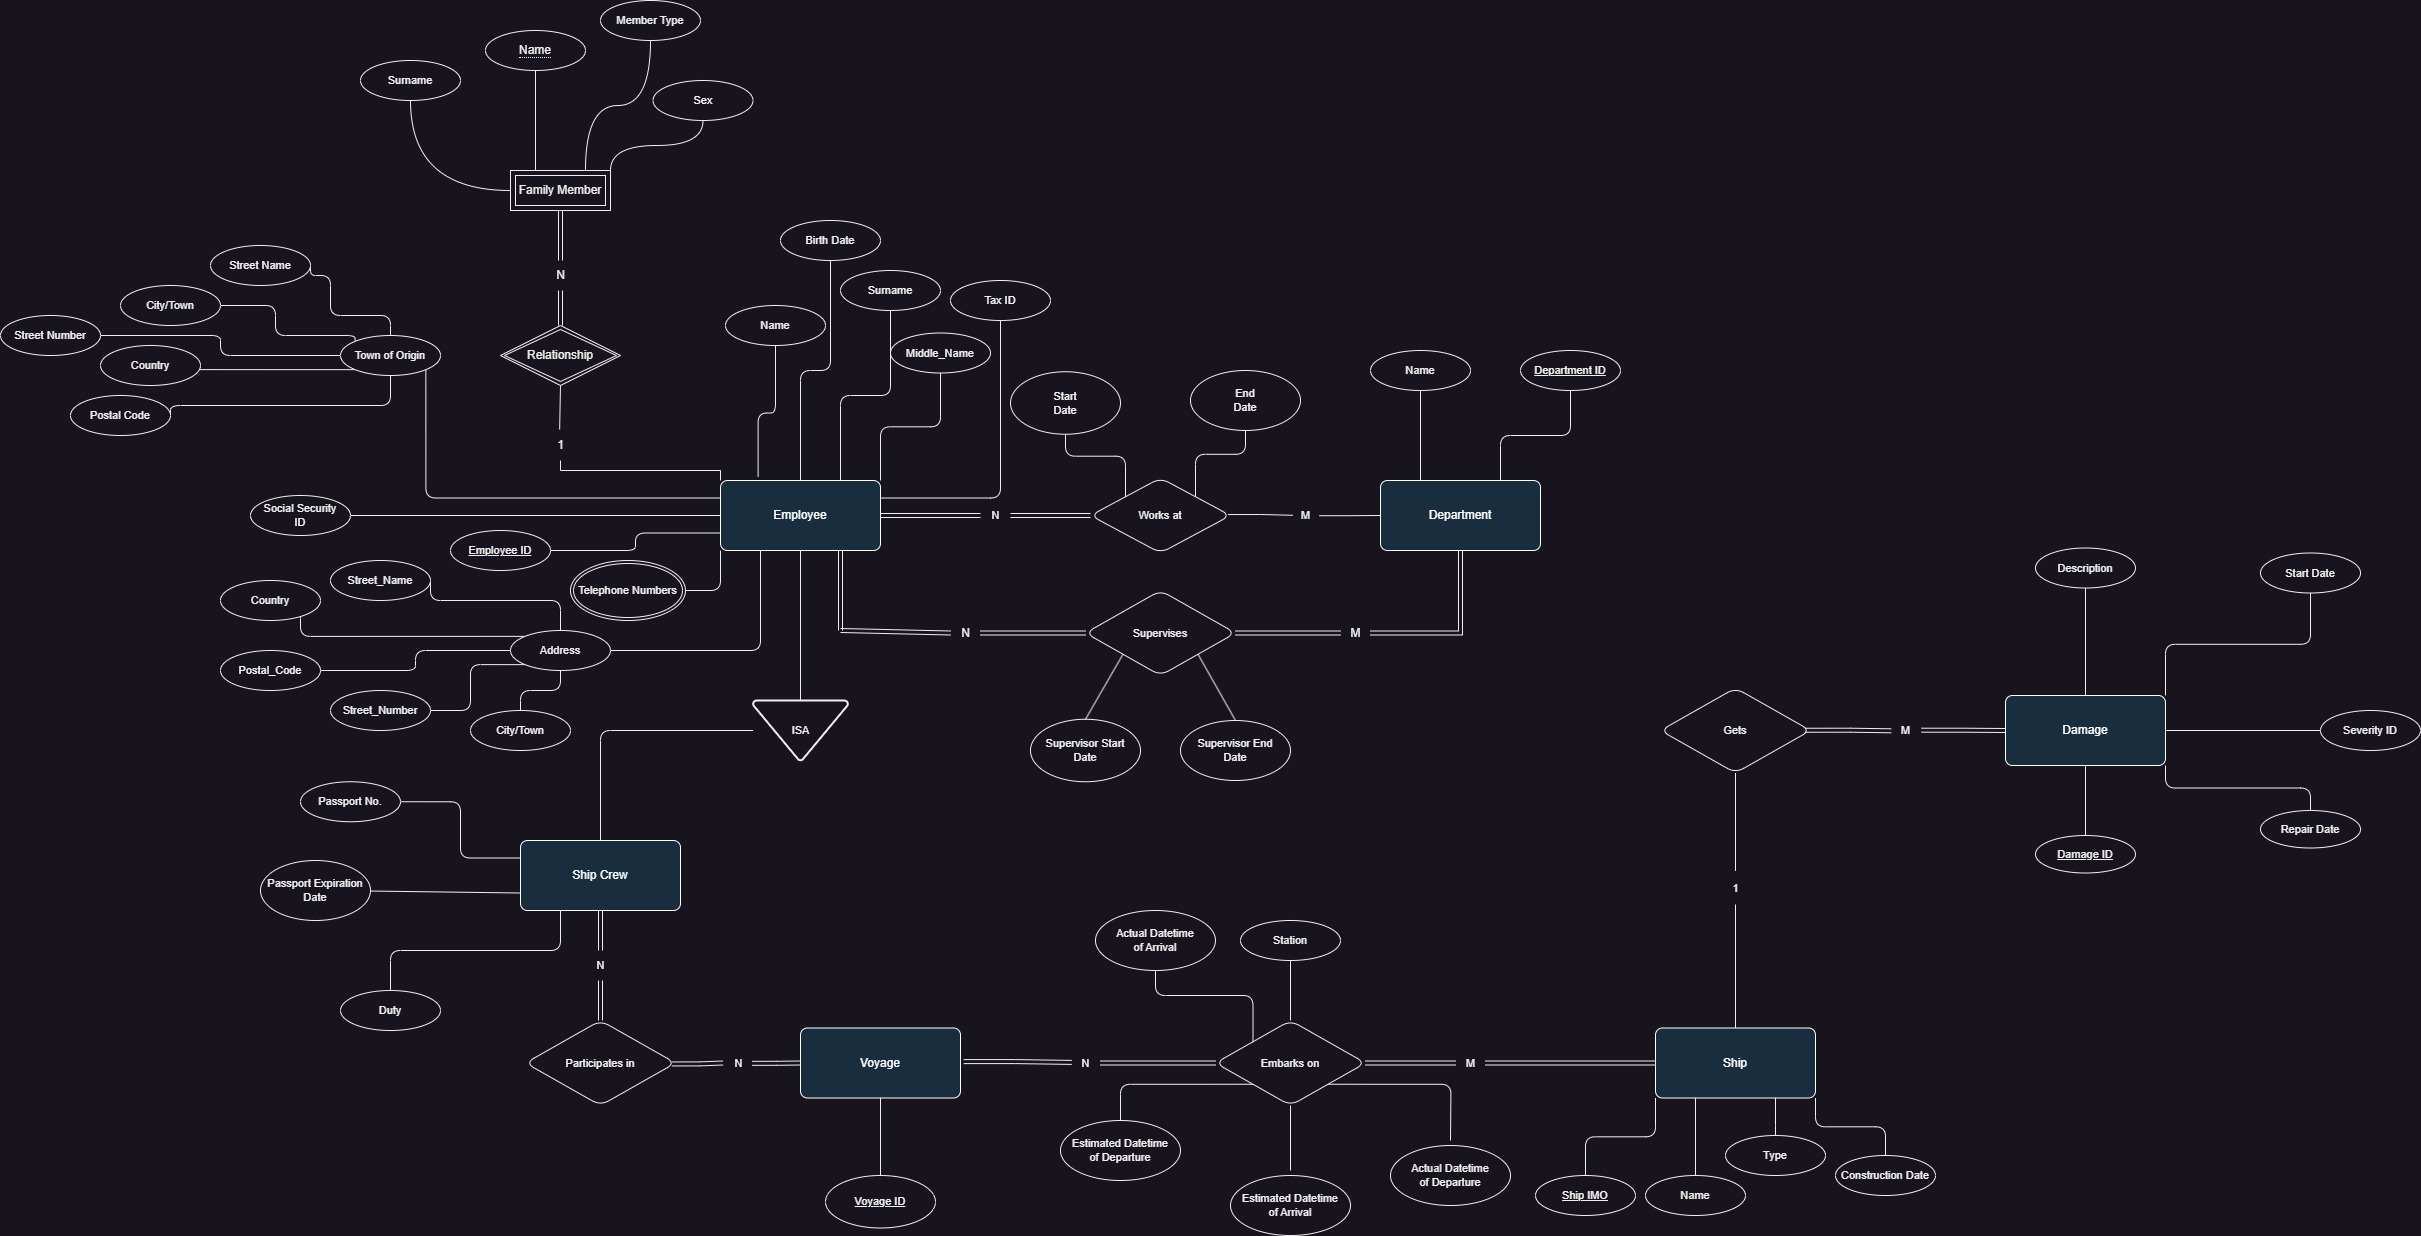 Member Type
Name
Surname
Sex
Family Member
Birth Date
Street Name
N
Surname
Tax ID
City/Town
Name
Street Number
Town of Origin
Relationship
Middle_Name
Country
Name
Department ID
Start
Date
End
Date
Postal Code
1
Social Security
ID
Employee
N
Works at
M
Department
Employee ID
Description
Start Date
Street_Name
Telephone Numbers
Country
Address
N
Supervises
M
Postal_Code
Street_Number
City/Town
ISA
Supervisor Start
Date
Supervisor End
Date
Gets
M
Damage
Severity ID
Passport No.
Repair Date
Damage ID
Ship Crew
Passport Expiration
Date
1
Actual Datetime
of Arrival
Station
N
Duty
Participates in
N
Voyage
N
Embarks on
M
Ship
Estimated Datetime
of Departure
Type
Actual Datetime
of Departure
Construction Date
Voyage ID
Estimated Datetime
of Arrival
Ship IMO
Name